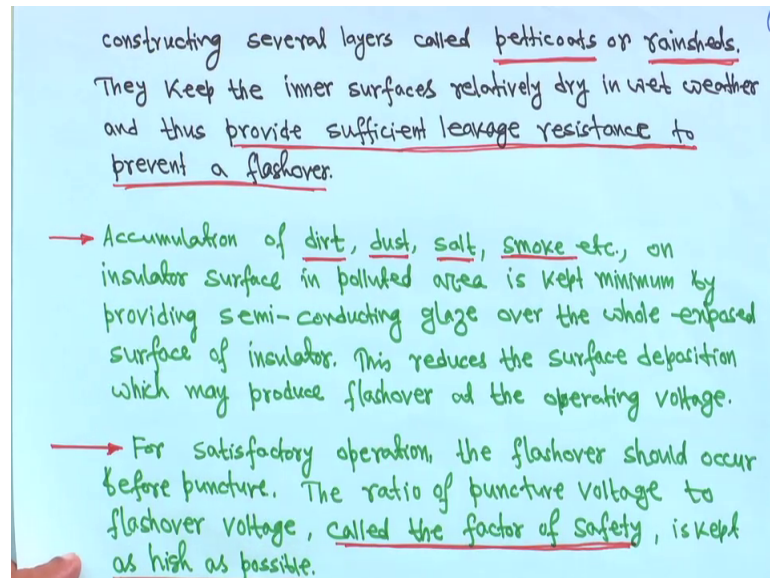 constructing several layers called petticoats or rainsheds.
They keep the inner surfaces relatively dry in wet weather
and thus provide sufficient leakage resistance to
prevent a flashover.
→ Accumulation of dirt, dust, salt, smoke etc., on
insulator surface in polluted area is kept minimum by
providing semi-conducting glaze over the whole exposed
surface of insulator. This reduces the surface deposition
which may produce flashover at the operating voltage.
→ For satisfactory operation, the flashover should occur
before puncture. The ratio of puncture voltage to
flashover voltage, called the factor of safety, is kept
as high as possible.